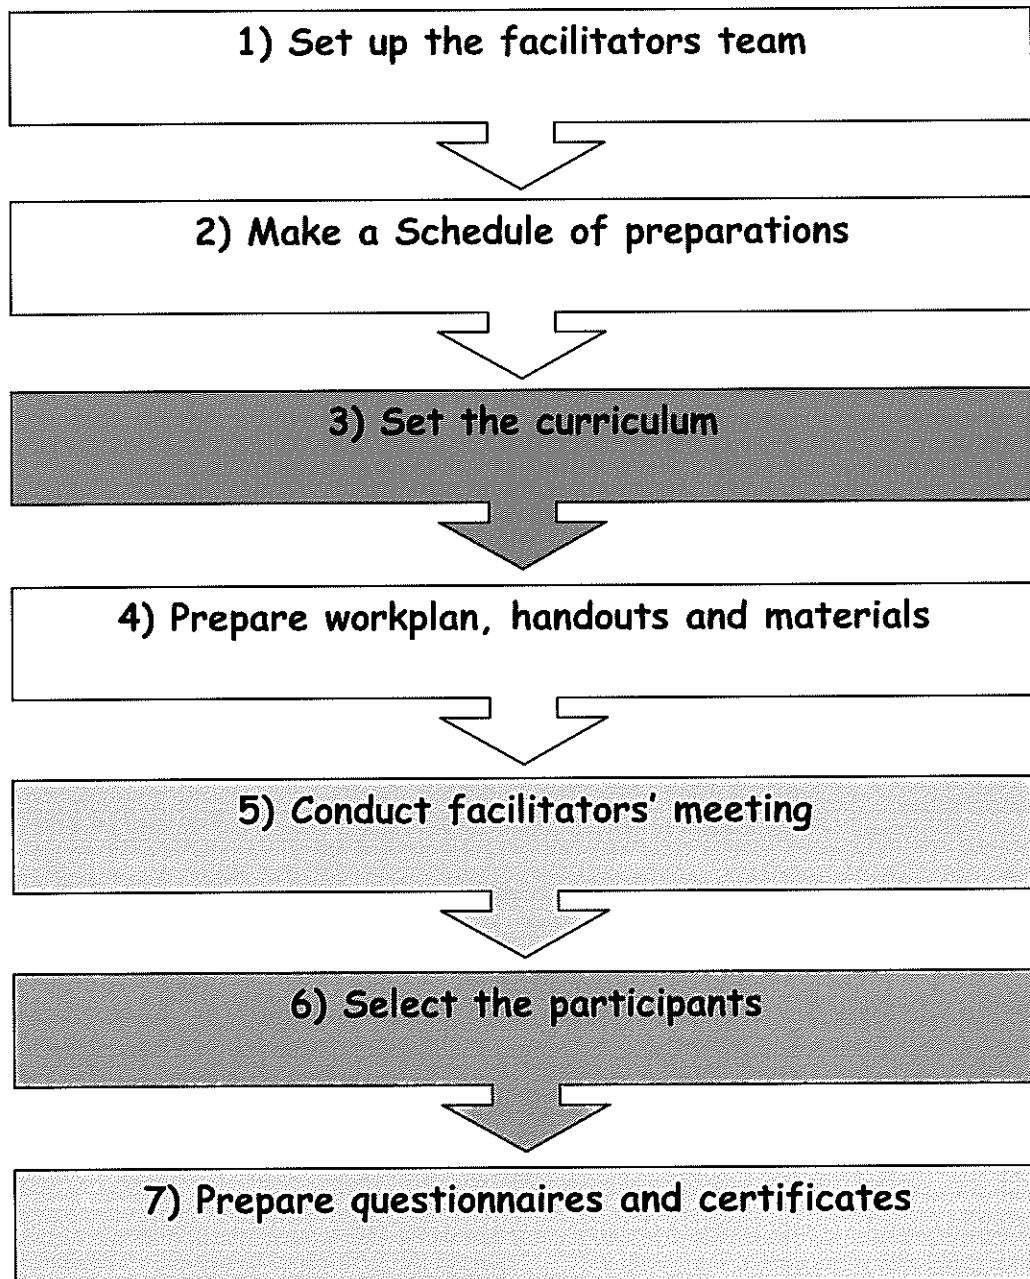 1) Set up the facilitators team
2) Make a Schedule of preparations
3) Set the curriculum
4) Prepare workplan, handouts and materials
5) Conduct facilitators' meeting
6) Select the participants
7) Prepare questionnaires and certificates